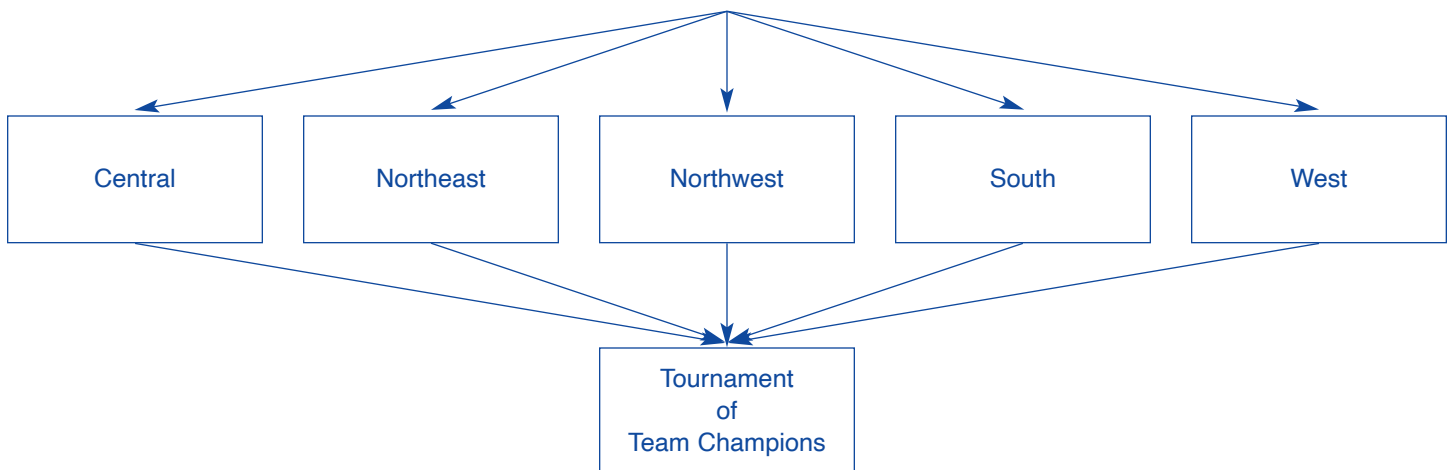 Central
Northeast
Northwest
South
West
Tournament
of
Team Champions